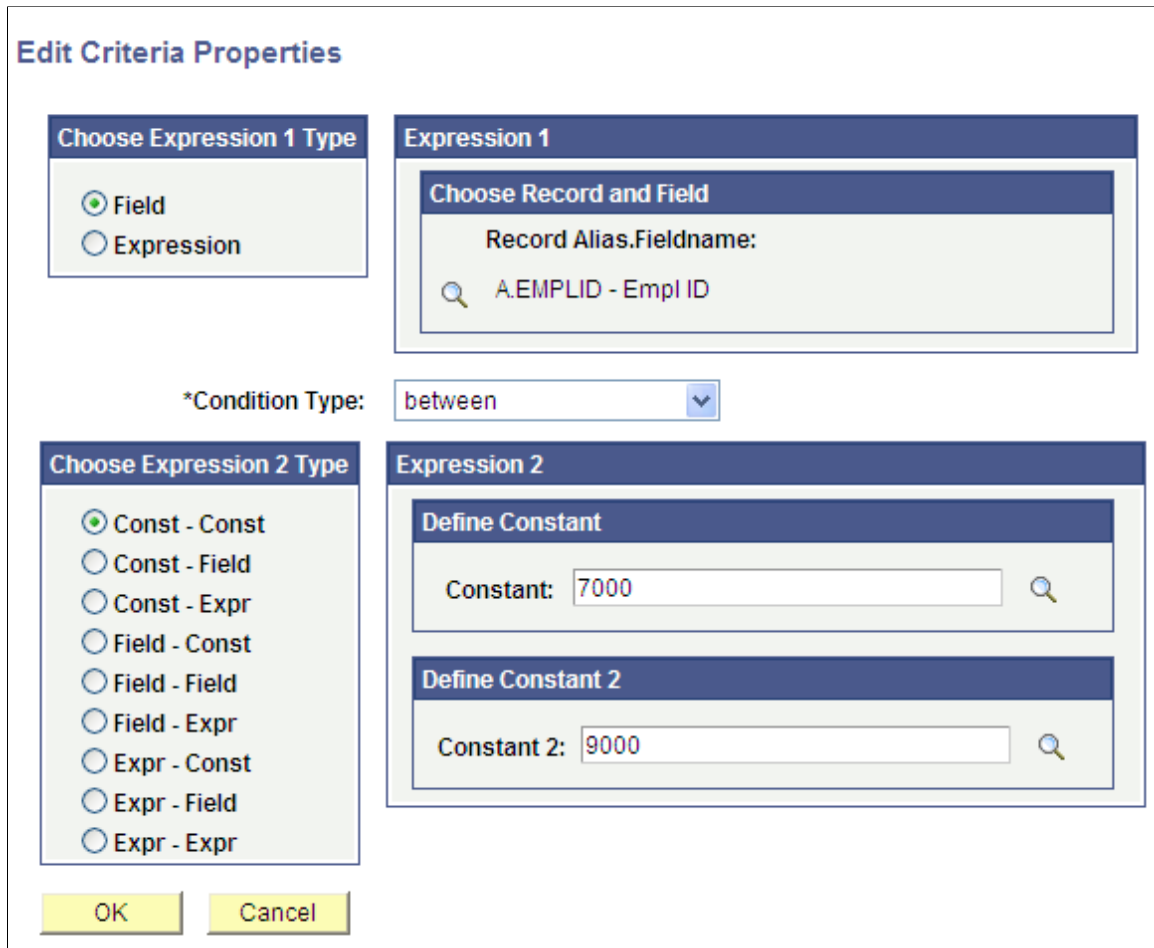 Edit Criteria Properties
Choose Expression 1 Type
Field
Expression
Expression 1
Choose Record and Field
Record Alias.Fieldname:
A.EMPLID - Empl ID
*Condition Type: between
Choose Expression 2 Type
Const - Const
Const - Field
Const - Expr
Field - Const
Field - Field
Field - Expr
Expr - Const
Expr - Field
Expr - Expr
Expression 2
Define Constant
Constant: 7000
Define Constant 2
Constant 2: 9000
OK Cancel